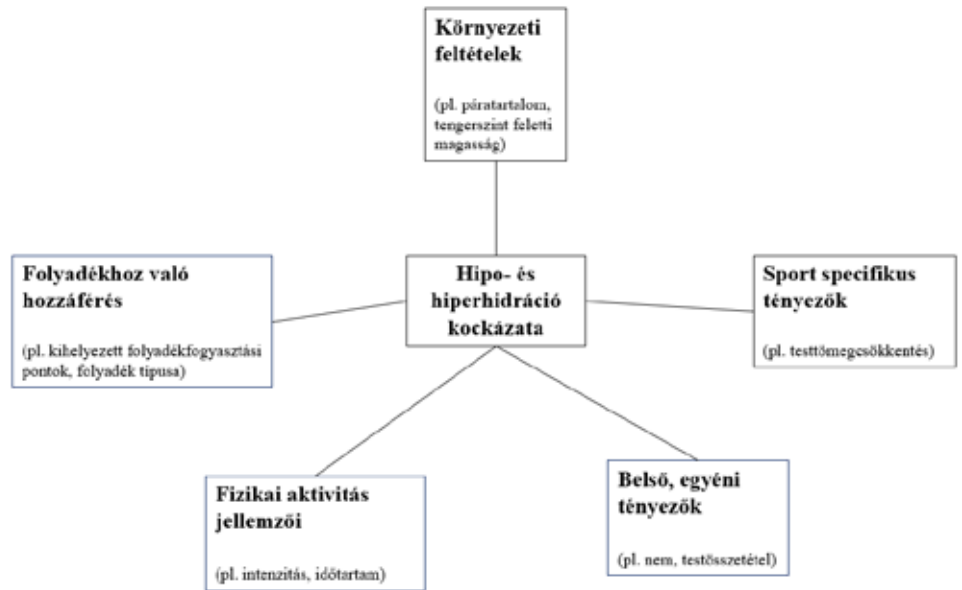 Környezeti
feltételek
(pl. páratartalom,
tengerszint feletti
magasság)
Folyadékhoz való
hozzáférés
(pl. kihelyezett folyadékfogyasztási
pontok, folyadék típusa)
Hipo- és
hiperhidráció
kockázata
Sport specifikus
tényezők
(pl. testtömegcsökkentés)
Fizikai aktivitás
jellemzői
(pl. intenzitás, időtartam)
Belső, egyéni
tényezők
(pl. nem, testösszetétel)